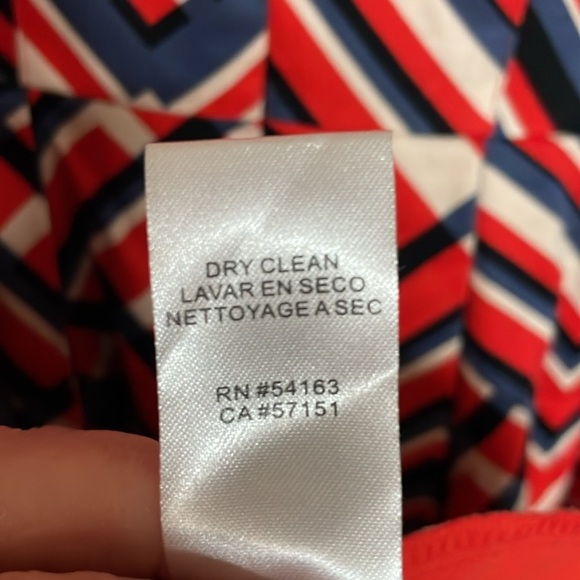 DRY CLEAN
LAVAR EN SECO
NETTOYAGE A SEC
RN #54163
CA #57151